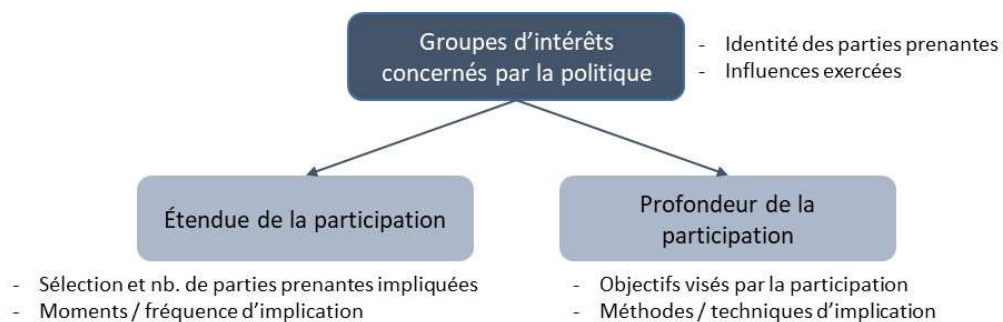 Groupes d'intérêts
concernés par la politique
- Identité des parties prenantes
- Influences exercées
Étendue de la participation
Profondeur de la
participation
- Sélection et nb. de parties prenantes impliquées
- Moments / fréquence d'implication
- Objectifs visés par la participation
- Méthodes / techniques d'implication